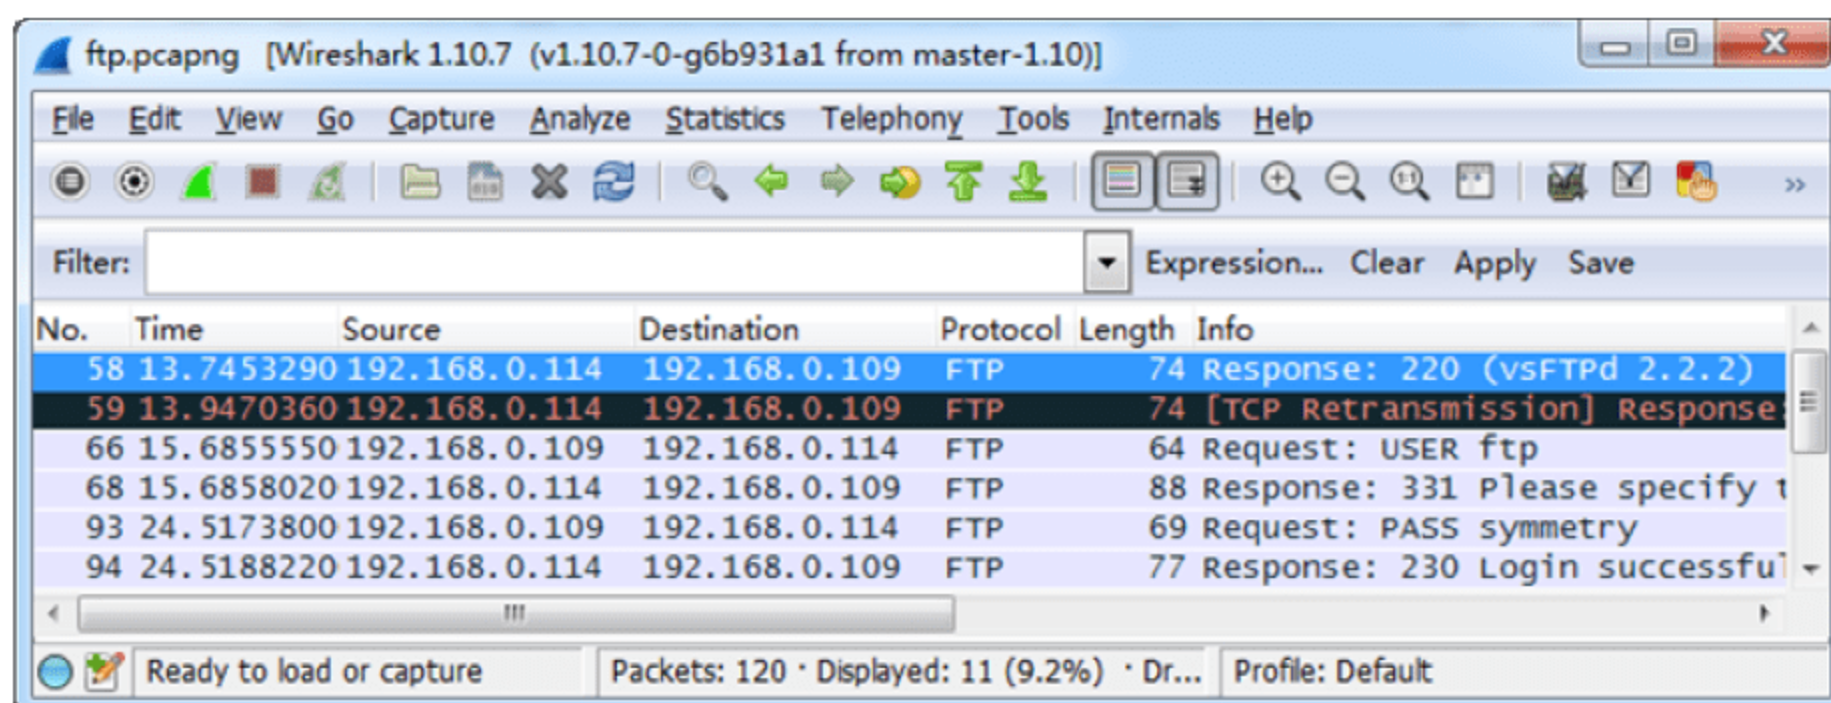 ftp.pcapng [Wireshark 1.10.7 (v1.10.7-0-g6b931a1 from master-1.10)]
File Edit View Go Capture Analyze Statistics Telephony Tools Internals Help
Filter: Expression... Clear Apply Save
No. Time Source Destination Protocol Length Info
58 13.7453290 192.168.0.114 192.168.0.109 FTP 74 Response: 220 (vsFTPd 2.2.2)
59 13.9470360 192.168.0.114 192.168.0.109 FTP 74 [TCP Retransmission] Response:
66 15.6855550 192.168.0.109 192.168.0.114 FTP 64 Request: USER ftp
68 15.6858020 192.168.0.114 192.168.0.109 FTP 88 Response: 331 Please specify t
93 24.5173800 192.168.0.109 192.168.0.114 FTP 69 Request: PASS symmetry
94 24.5188220 192.168.0.114 192.168.0.109 FTP 77 Response: 230 Login successful
Ready to load or capture Packets: 120 · Displayed: 11 (9.2%) · Dr... Profile: Default